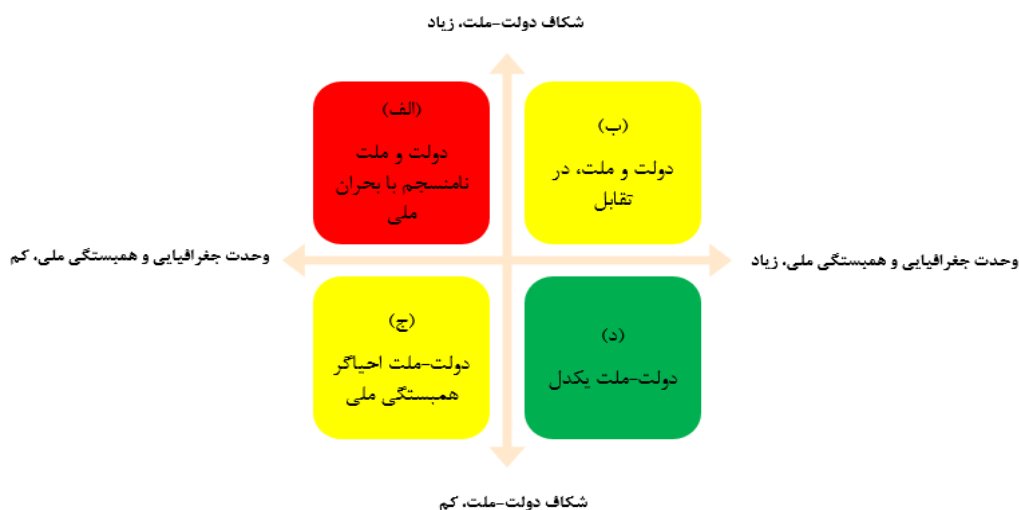 شکاف دولت-ملت، زیاد
(الف)
دولت و ملت
نامنسجم با بحران
ملی
(ب)
دولت و ملت، در
تقابل
وحدت جغرافیایی و همبستگی ملی، کم
وحدت جغرافیایی و همبستگی ملی، زیاد
(ج)
دولت-ملت احیاگر
همبستگی ملی
(د)
دولت-ملت یکدل
شکاف دولت-ملت، کم